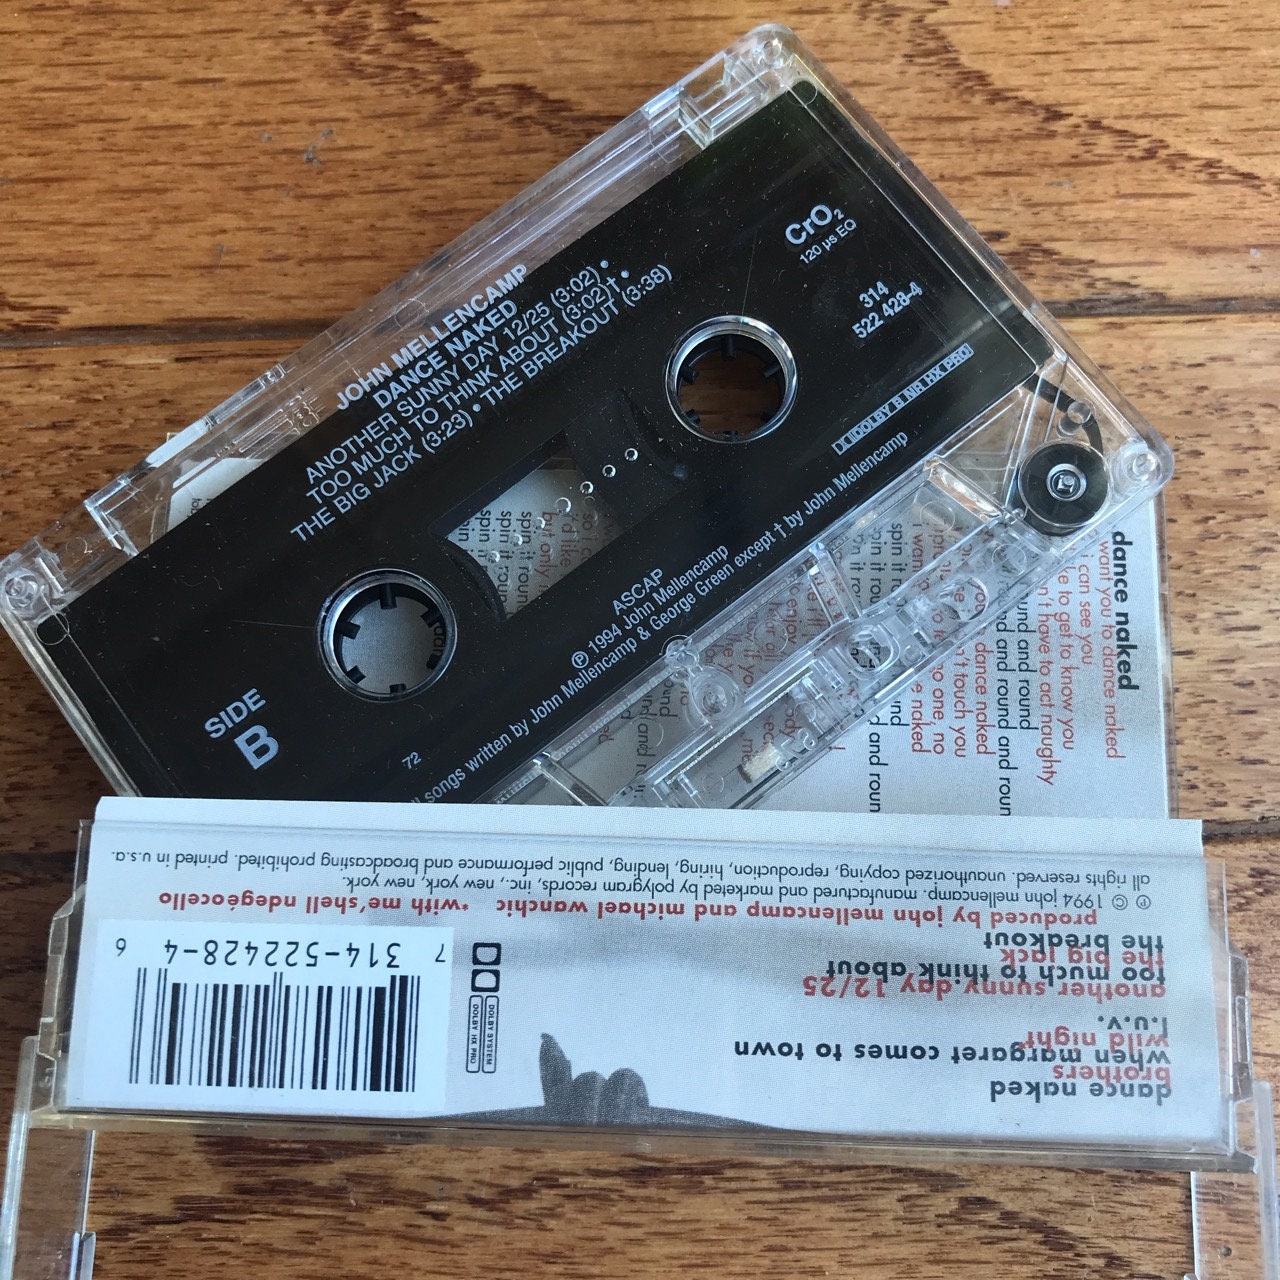 JOHN MELLENCAMP
DANCE NAKED
ANOTHER SUNNY DAY 12/25 (3:02) •
TOO MUCH TO THINK ABOUT (3:02)† •
THE BIG JACK (3:23) • THE BREAKOUT (3:38)
CrO2
120 µs EQ
314
522 428-4
DOLBY B NR HX PRO
SIDE
B
72
ASCAP
℗ 1994 John Mellencamp
songs written by John Mellencamp & George Green except † by John Mellencamp
dance naked
want you to dance naked
i can see you
to get to know you
n't have to act naughty
round and round
and round and roun
dance naked
n't touch you
no one, no
naked
and roun
spin it roun
spin it roun
but only
i'd like
all rights reserved. unauthorized copying, reproduction, hiring, lending, public performance and broadcasting prohibited. printed in u.s.a.
℗ © 1994 john mellencamp. manufactured and marketed by polygram records, inc., new york, new york.
produced by john mellencamp and michael wanchic *with me'shell ndegéocello
dance naked
brothers
when margaret comes to town
wild night*
l.u.v.
another sunny day 12/25
too much to think about
the big jack
the breakout
DOLBY SYSTEM
DOLBY HX PRO
7 314-522428-4 6